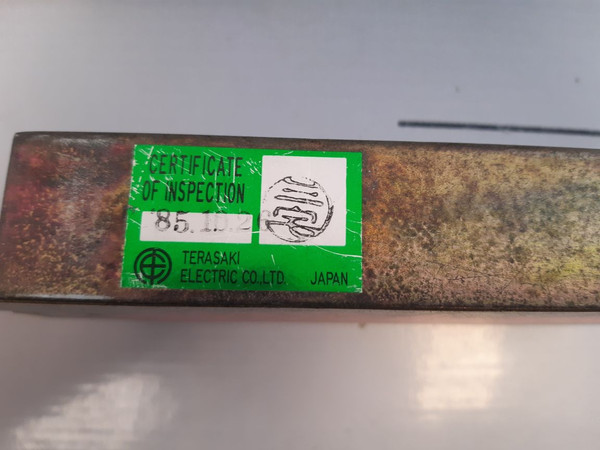 CERTIFICATE
OF INSPECTION
TERASAKI
ELECTRIC CO.,LTD. JAPAN